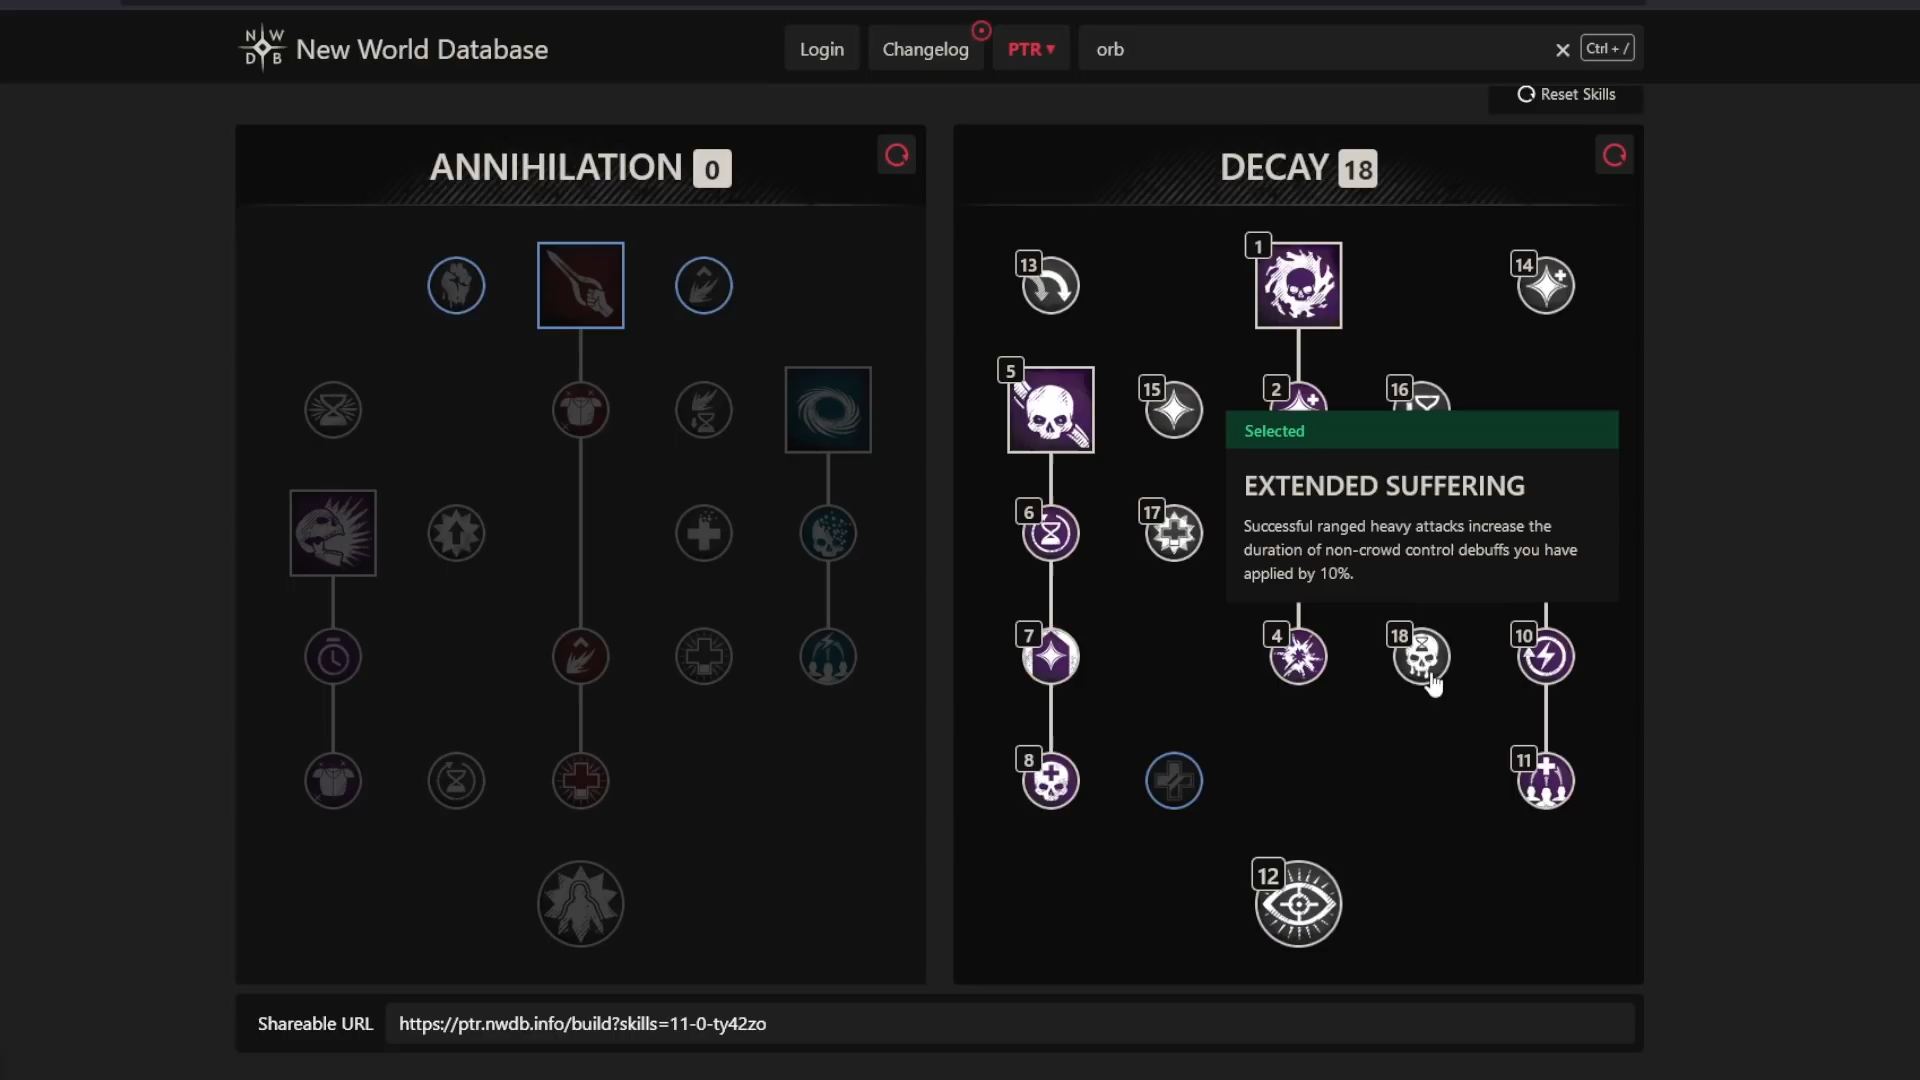 N W
D B
New World Database
Login
Changelog
PTR ▾
orb
Ctrl + /
Reset Skills
ANNIHILATION 0
DECAY 18
13
1
14
5
15
2
16
Selected
EXTENDED SUFFERING
Successful ranged heavy attacks increase the
duration of non-crowd control debuffs you have
applied by 10%.
6
17
7
4
18
10
8
11
12
Shareable URL
https://ptr.nwdb.info/build?skills=11-0-ty42zo